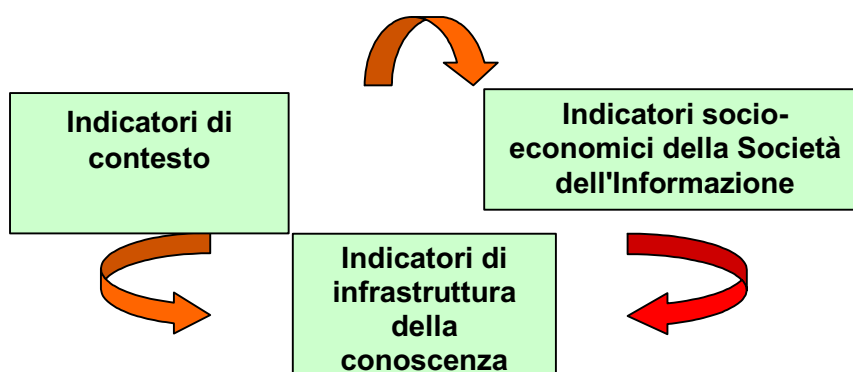 Indicatori di
contesto
Indicatori socio-
economici della Società
dell'Informazione
Indicatori di
infrastruttura
della
conoscenza